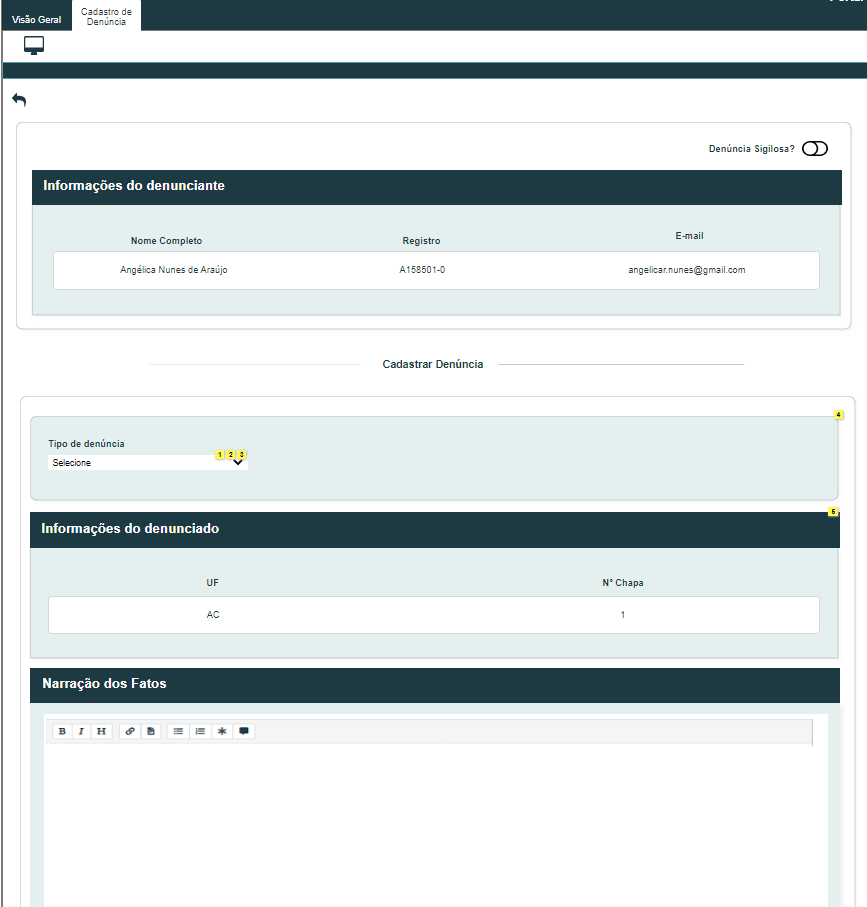 Visão Geral
Cadastro de
Denúncia
Denúncia Sigilosa?
Informações do denunciante
Nome Completo
Registro
E-mail
Angélica Nunes de Araújo
A158501-0
angelicar.nunes@gmail.com
Cadastrar Denúncia
4
Tipo de denúncia
1 2 3
Selecione
6
Informações do denunciado
UF
N° Chapa
AC
1
Narração dos Fatos
B I H